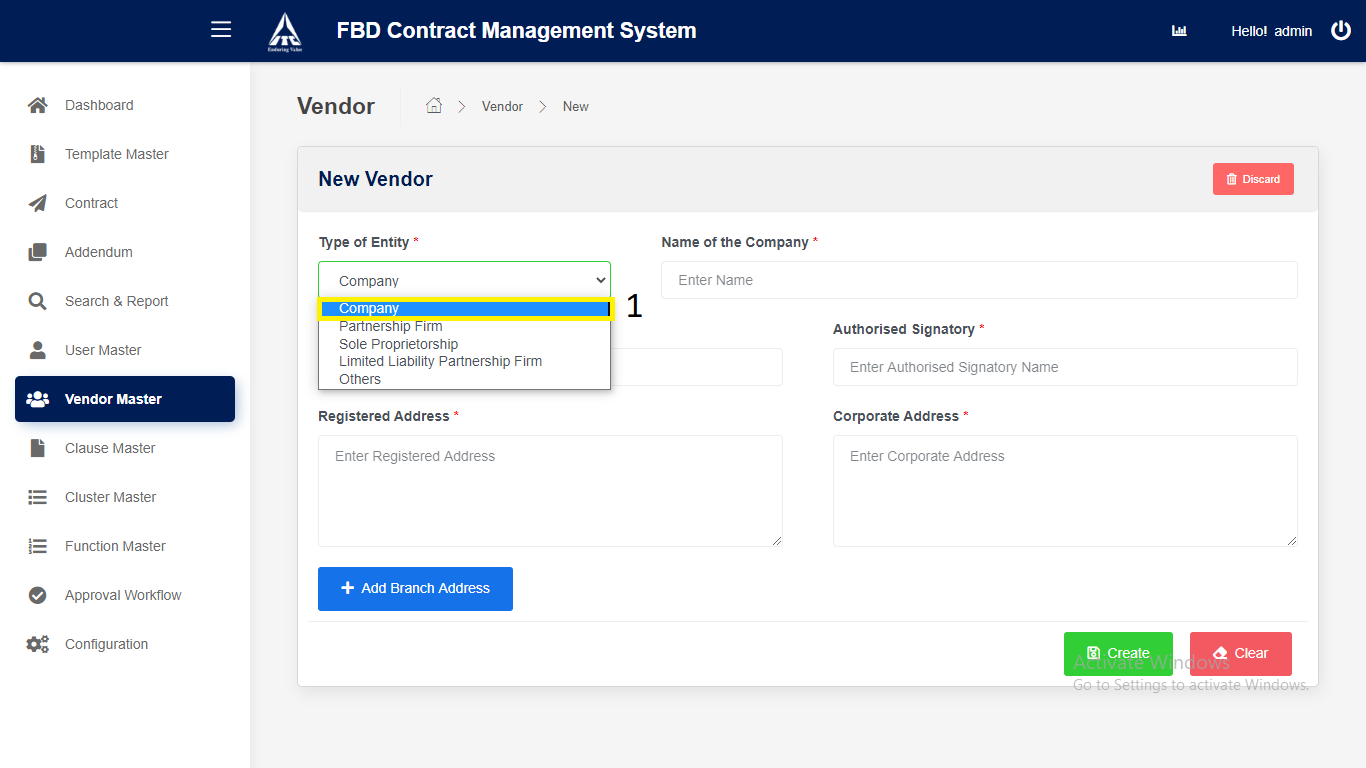 FBD Contract Management System
Hello! admin
Enduring Value
Dashboard
Template Master
Contract
Addendum
Search & Report
User Master
Vendor Master
Clause Master
Cluster Master
Function Master
Approval Workflow
Configuration
Vendor
Vendor
New
New Vendor
Discard
Type of Entity *
Name of the Company *
Company
Enter Name
Company
1
Partnership Firm
Sole Proprietorship
Limited Liability Partnership Firm
Others
Authorised Signatory *
Enter Authorised Signatory Name
Registered Address *
Corporate Address *
Enter Registered Address
Enter Corporate Address
Add Branch Address
Create
Clear
Activate Windows
Go to Settings to activate Windows.